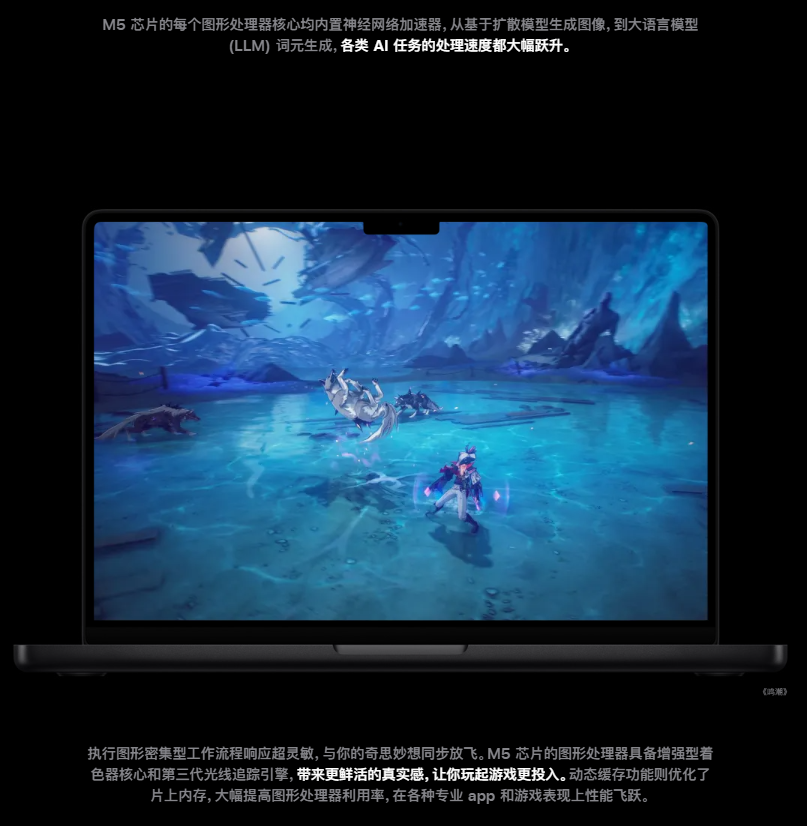 M5 芯片的每个图形处理器核心均内置神经网络加速器，从基于扩散模型生成图像，到大语言模型
(LLM) 词元生成，各类 AI 任务的处理速度都大幅跃升。
《鸣潮》
执行图形密集型工作流程响应超灵敏，与你的奇思妙想同步放飞。M5 芯片的图形处理器具备增强型着
色器核心和第三代光线追踪引擎，带来更鲜活的真实感，让你玩起游戏更投入。动态缓存功能则优化了
片上内存，大幅提高图形处理器利用率，在各种专业 app 和游戏表现上性能飞跃。